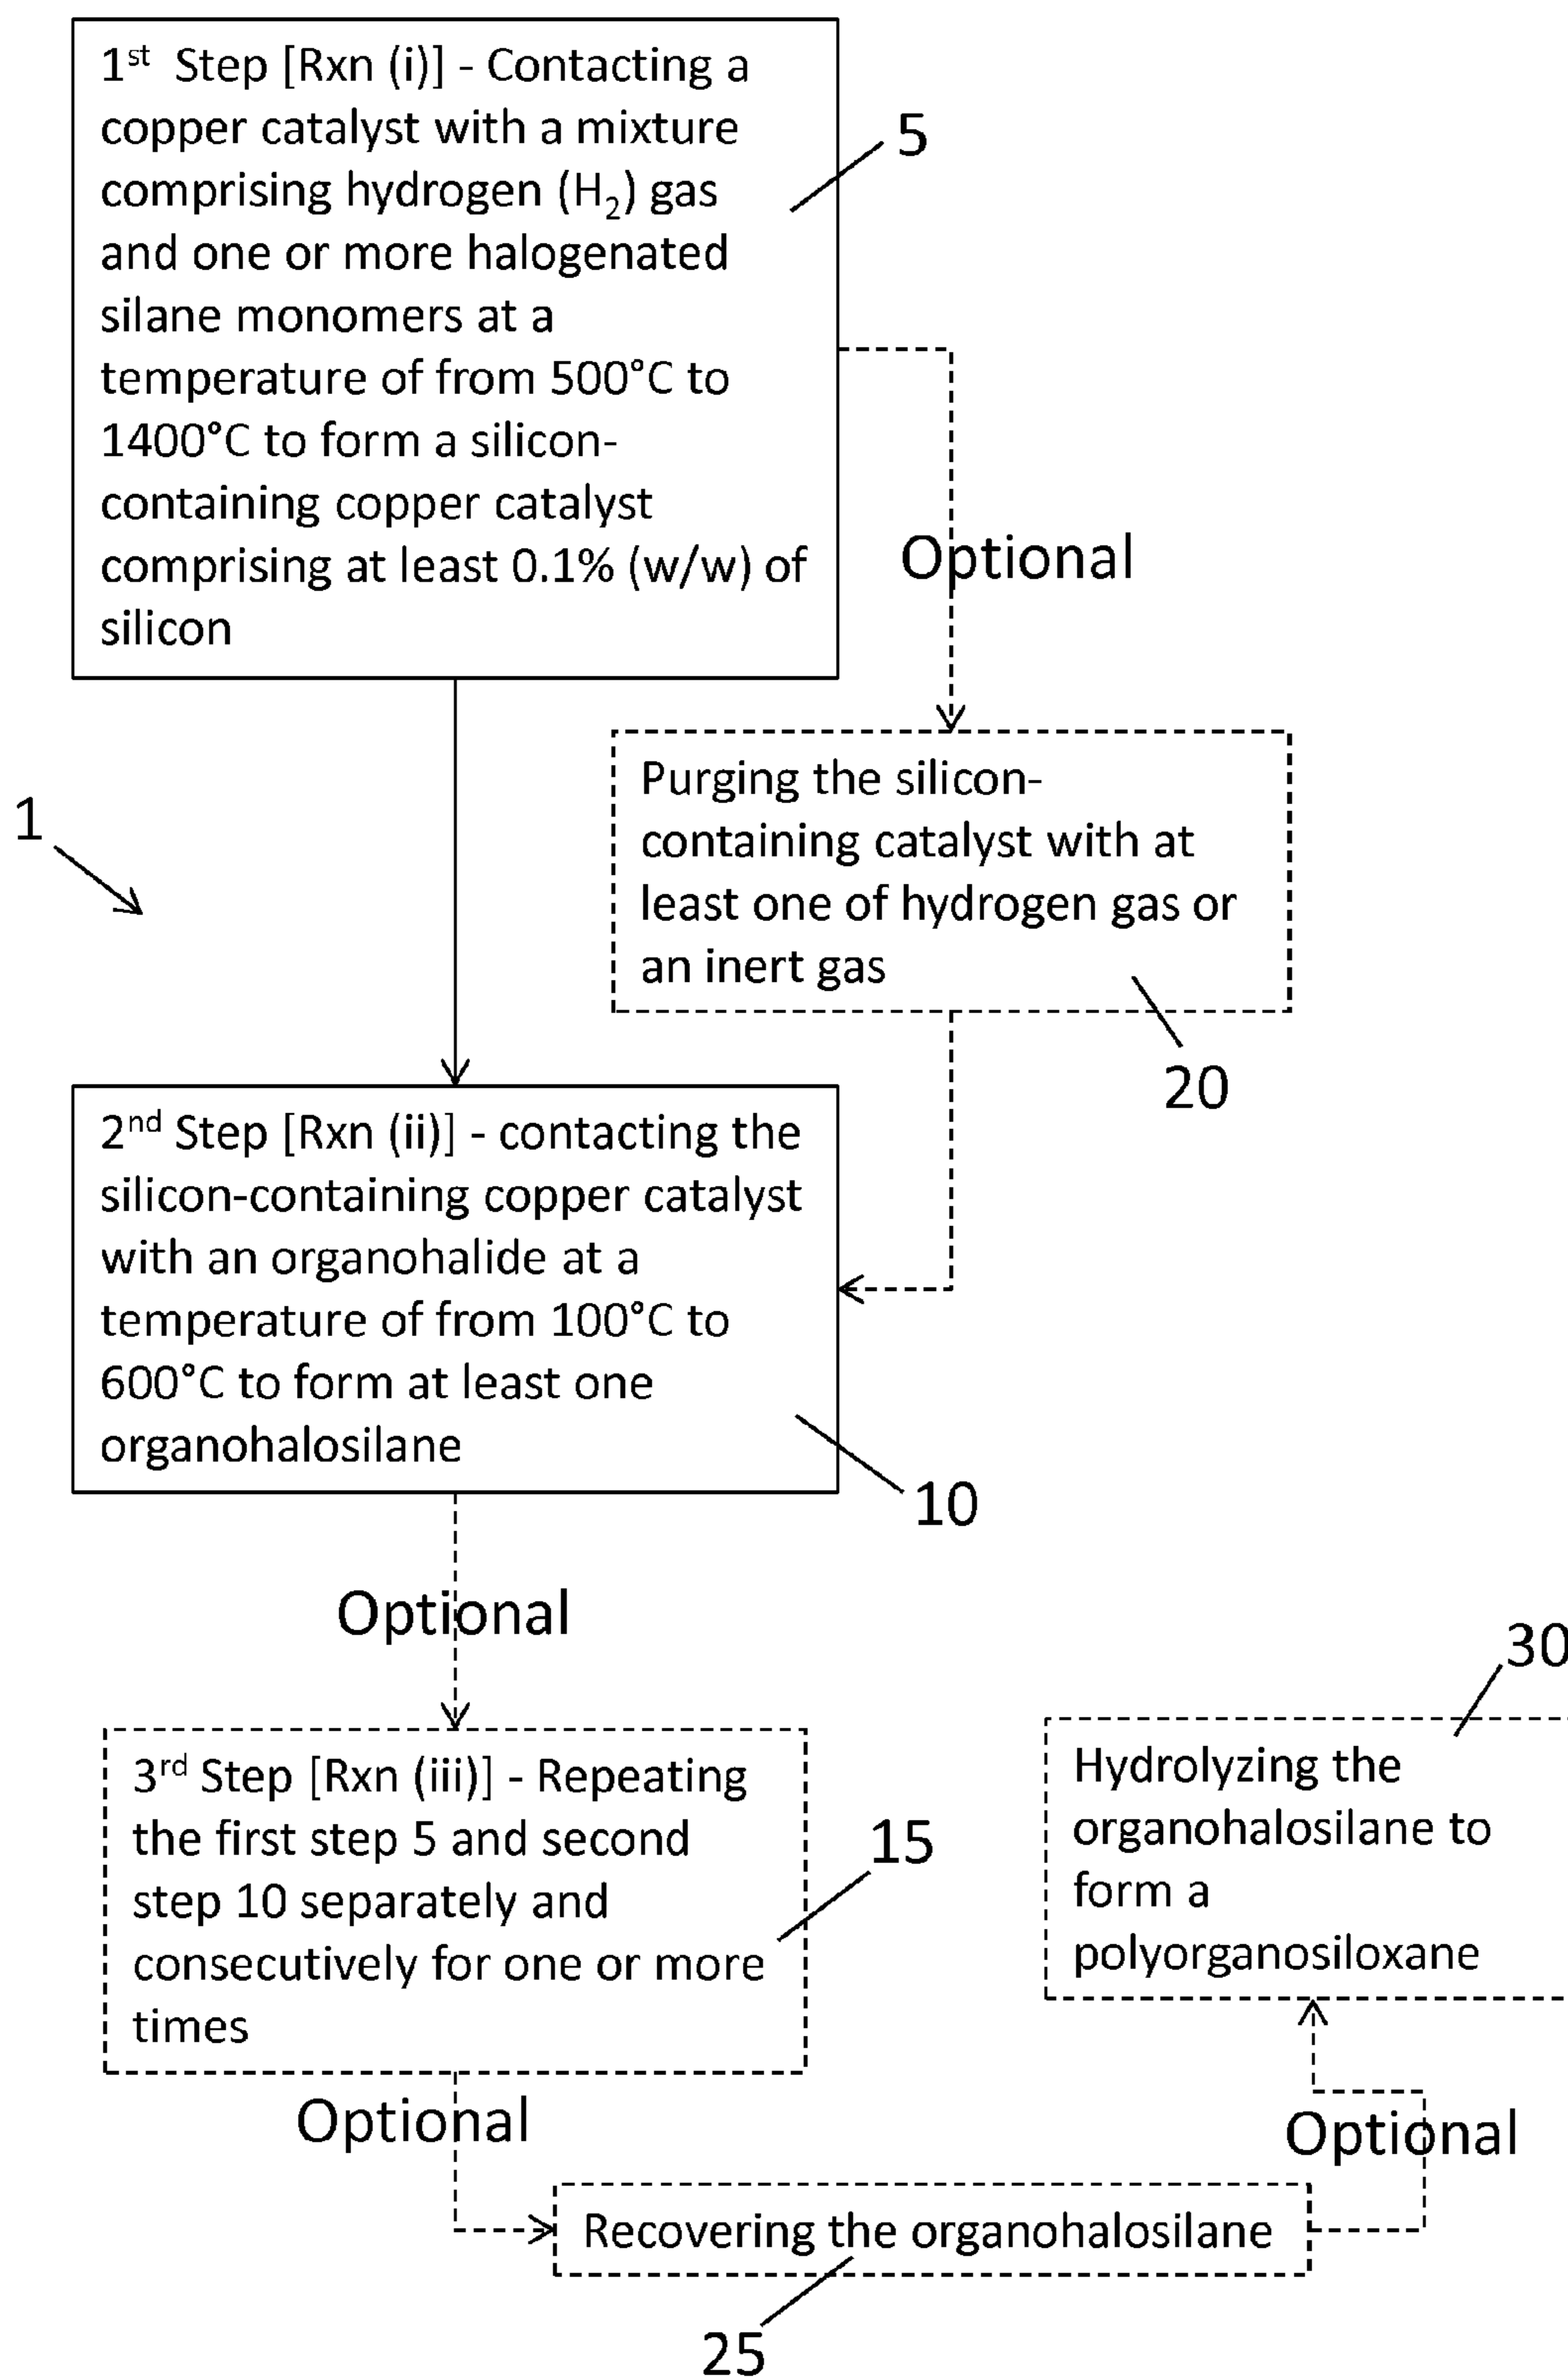 1st Step [Rxn (i)] - Contacting a
copper catalyst with a mixture
comprising hydrogen (H2) gas
and one or more halogenated
silane monomers at a
temperature of from 500°C to
1400°C to form a silicon-
containing copper catalyst
comprising at least 0.1% (w/w) of
silicon
5
Optional
Purging the silicon-
containing catalyst with at
least one of hydrogen gas or
an inert gas
20
1
2nd Step [Rxn (ii)] - contacting the
silicon-containing copper catalyst
with an organohalide at a
temperature of from 100°C to
600°C to form at least one
organohalosilane
10
Optional
3rd Step [Rxn (iii)] - Repeating
the first step 5 and second
step 10 separately and
consecutively for one or more
times
15
Optional
Recovering the organohalosilane
25
Optional
Hydrolyzing the
organohalosilane to
form a
polyorganosiloxane
30